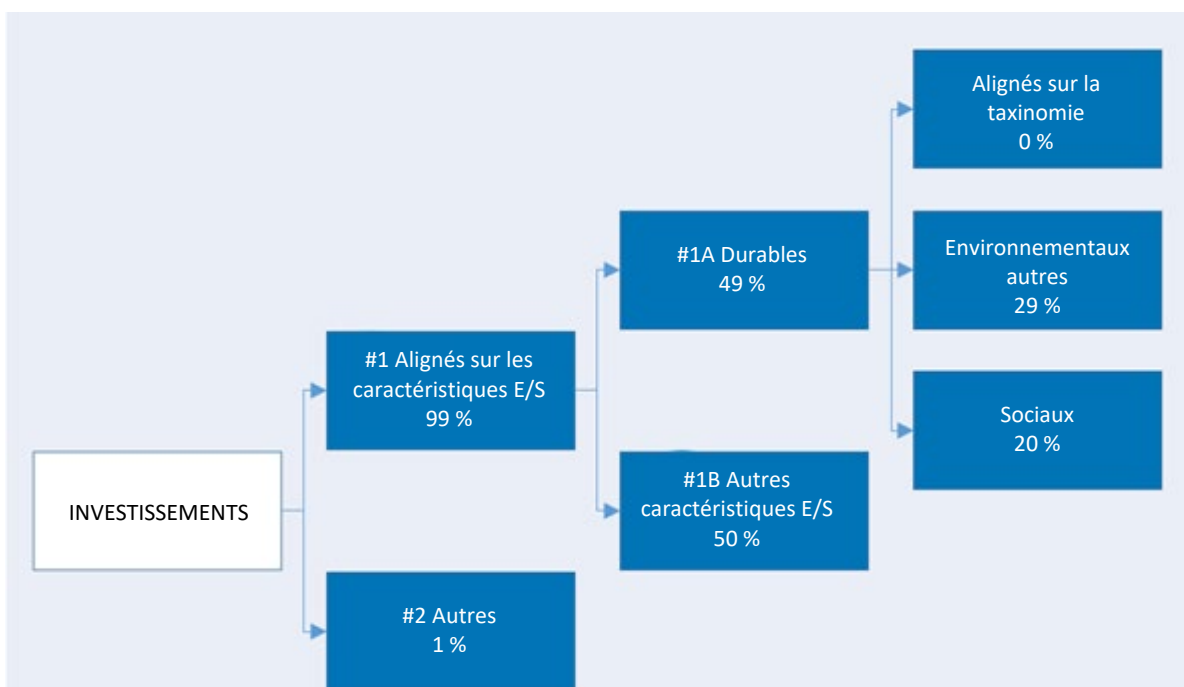 Alignés sur la
taxinomie
0 %
#1A Durables
49 %
Environnementaux
autres
29 %
#1 Alignés sur les
caractéristiques E/S
99 %
Sociaux
20 %
#1B Autres
caractéristiques E/S
50 %
INVESTISSEMENTS
#2 Autres
1 %